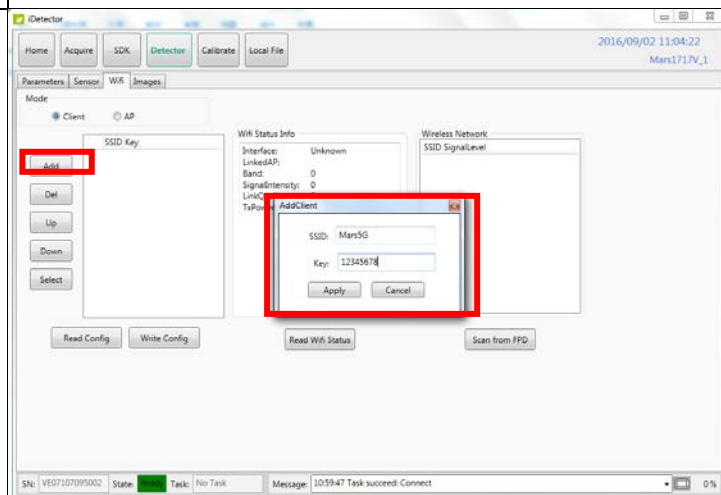 iDetector
Home Acquire SDK Detector Calibrate Local File
2016/09/02 11:04:22
Mars1717V_1
Parameters Sensor Wifi Images
Mode
Client AP
SSID Key
Add
Del
Up
Down
Select
Read Config Write Config
Wifi Status Info
Interface: Unknown
LinkedAP:
Band: 0
SignalIntensity: 0
Read Wifi Status
AddClient
SSID: Mars5G
Key: 12345678
Apply Cancel
Wireless Network
SSID SignalLevel
Scan from FPD
SN: VE07107095002 State: Ready Task: No Task Message: 10:59:47 Task succeed: Connect 0%